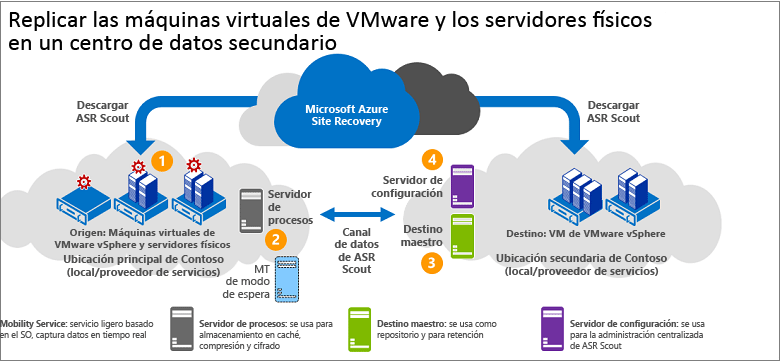 Replicar las máquinas virtuales de VMware y los servidores físicos
en un centro de datos secundario
Descargar
ASR Scout
Microsoft Azure
Site Recovery
Descargar
ASR Scout
1
Origen: Máquinas virtuales de
VMware vSphere y servidores físicos
Ubicación principal de Contoso
(local/proveedor de servicios)
Servidor
de
procesos
2
MT
de modo
de espera
Canal
de datos
de ASR
Scout
4
Servidor de
configuración
Destino
maestro
3
Destino: VM de VMware vSphere
Ubicación secundaria de Contoso
(local/proveedor de servicios)
Mobility Service: servicio ligero basado
en el SO, captura datos en tiempo real
Servidor de procesos: se usa para
almacenamiento en caché,
compresión y cifrado
Destino maestro: se usa como
repositorio y para retención
Servidor de configuración: se usa
para la administración centralizada
de ASR Scout